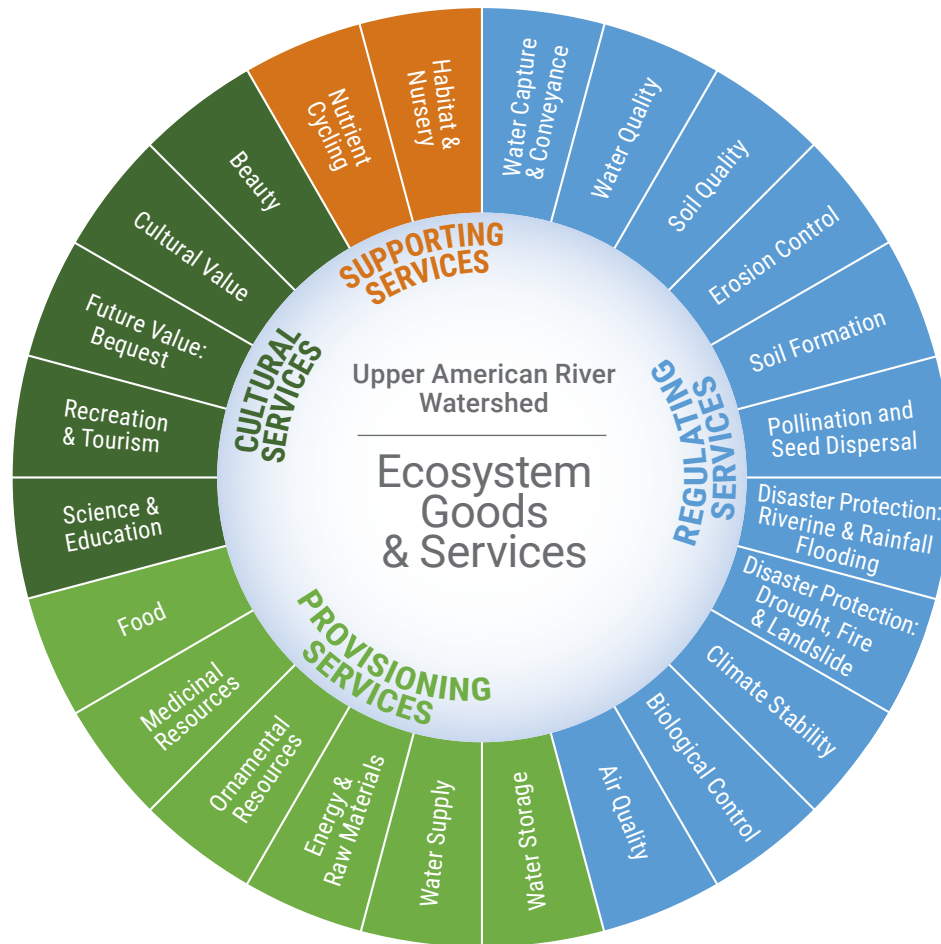 Upper American River
Watershed
Ecosystem
Goods
& Services
SUPPORTING
SERVICES
Nutrient
Cycling
Habitat &
Nursery
REGULATING
SERVICES
Water Capture
& Conveyance
Water Quality
Soil Quality
Erosion Control
Soil Formation
Pollination and
Seed Dispersal
Disaster Protection:
Riverine & Rainfall
Flooding
Disaster Protection:
Drought, Fire
& Landslide
Climate Stability
Biological Control
Air Quality
PROVISIONING
SERVICES
Water Storage
Water Supply
Energy &
Raw Materials
Ornamental
Resources
Medicinal
Resources
Food
CULTURAL
SERVICES
Science &
Education
Recreation
& Tourism
Future Value:
Bequest
Cultural Value
Beauty